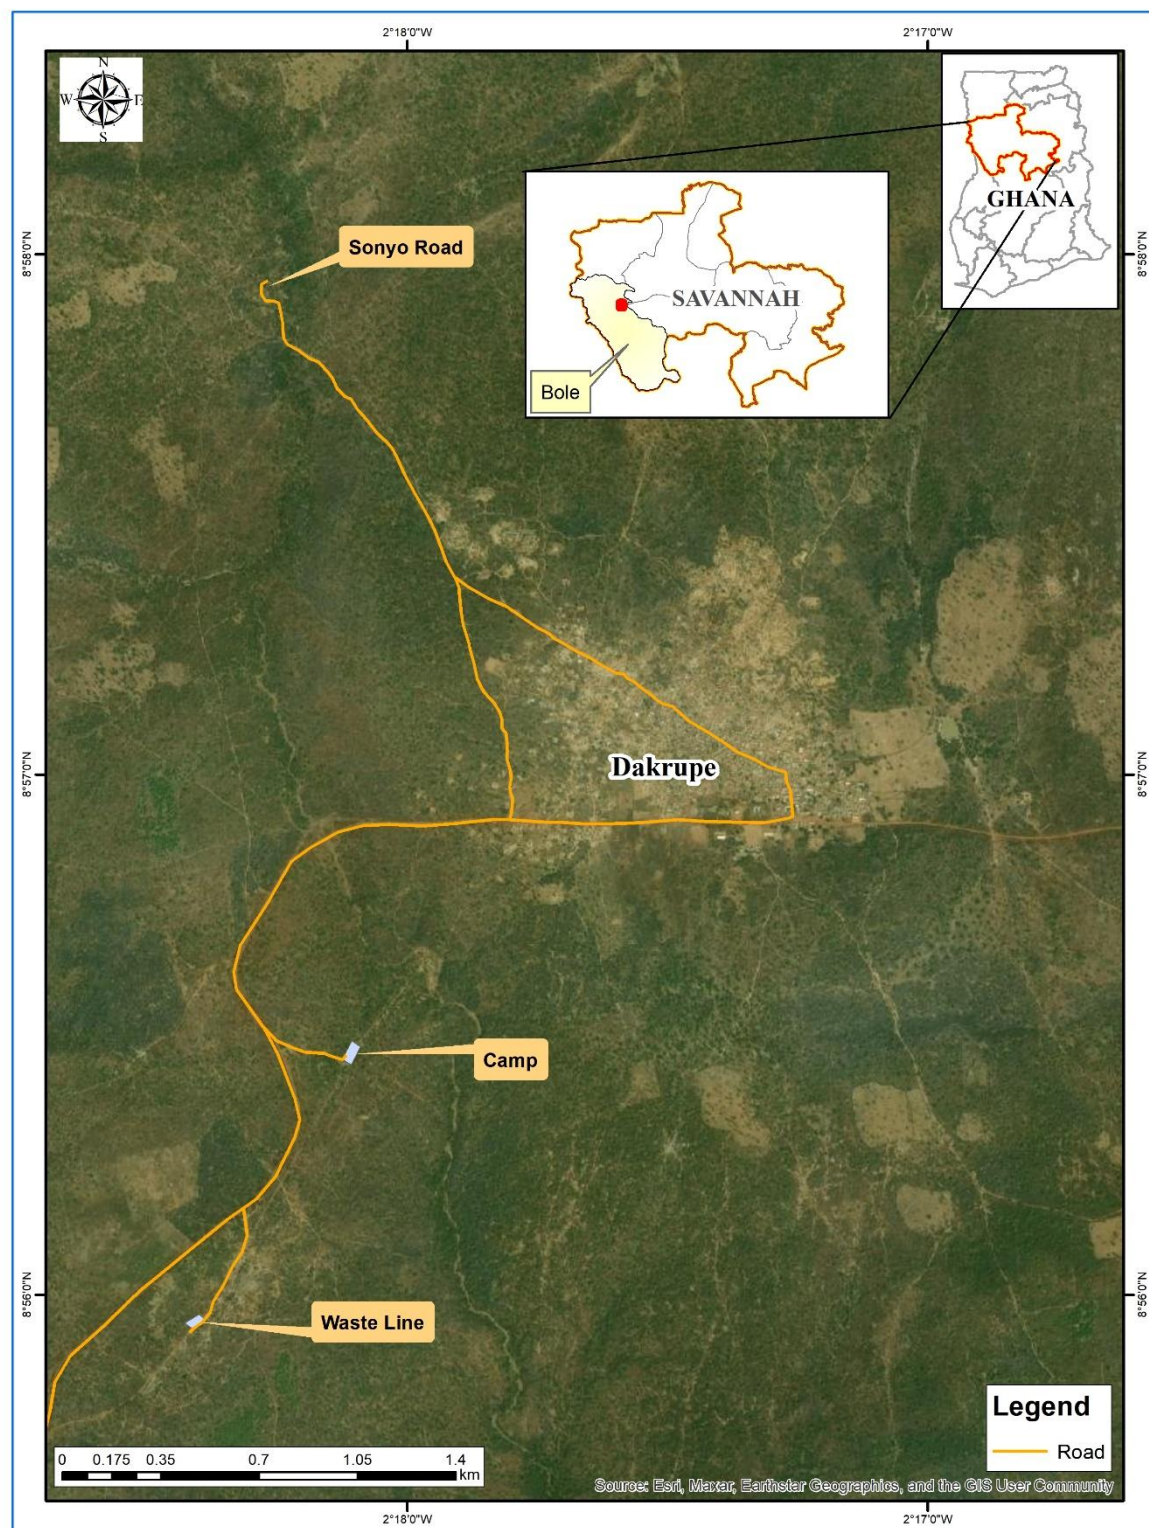 2°18'0"W
2°17'0"W
N
W
E
S
GHANA
8°58'0"N
8°58'0"N
Sonyo Road
SAVANNAH
Bole
8°57'0"N
8°57'0"N
Dakrupe
Camp
8°56'0"N
8°56'0"N
Waste Line
Legend
Road
0 0.175 0.35 0.7 1.05 1.4
km
Source: Esri, Maxar, Earthstar Geographics, and the GIS User Community
2°18'0"W
2°17'0"W